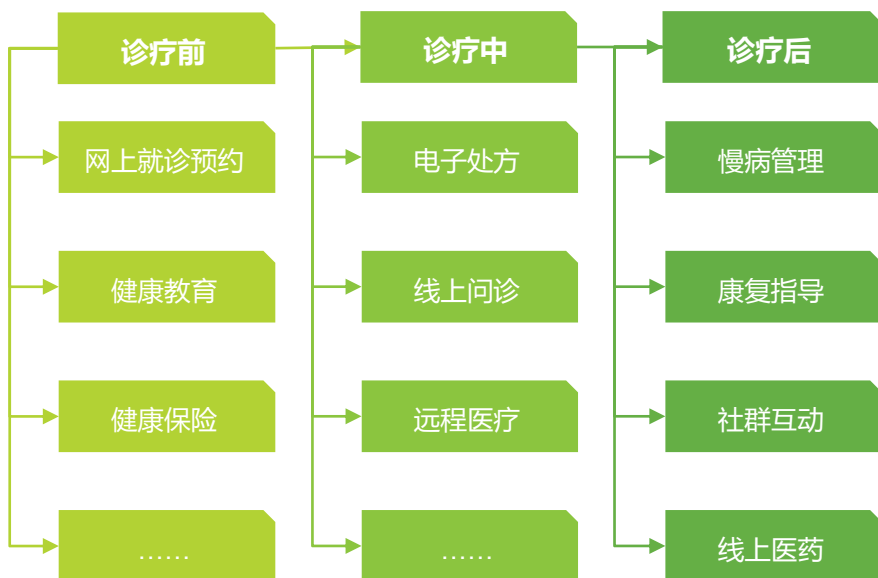 诊疗前
诊疗中
诊疗后
网上就诊预约
电子处方
慢病管理
健康教育
线上问诊
康复指导
健康保险
远程医疗
社群互动
……
……
线上医药